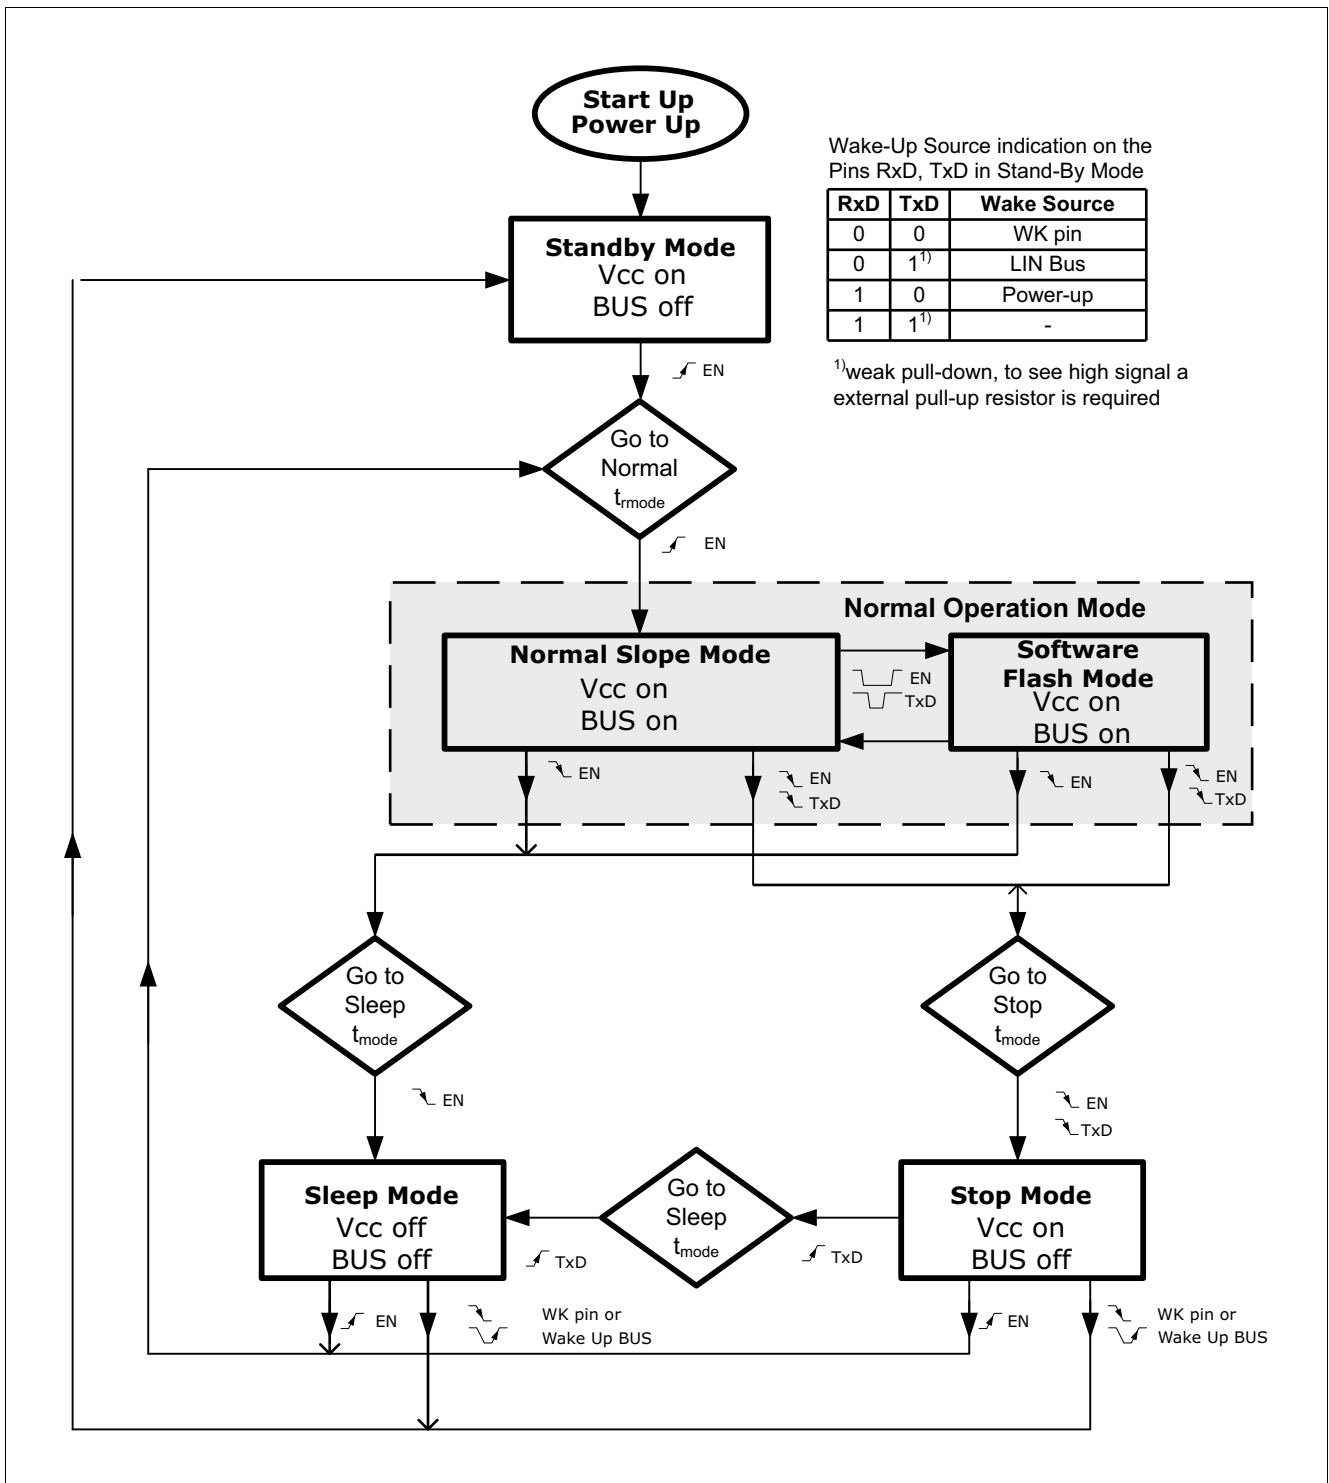 Start Up
Power Up
Wake-Up Source indication on the
Pins RxD, TxD in Stand-By Mode
RxD TxD Wake Source
0 0 WK pin
0 1¹⁾ LIN Bus
1 0 Power-up
1 1¹⁾ -
¹⁾weak pull-down, to see high signal a
external pull-up resistor is required
Standby Mode
Vcc on
BUS off
EN
Go to
Normal
trmode
EN
Normal Operation Mode
Normal Slope Mode
Vcc on
BUS on
EN
TxD
Software
Flash Mode
Vcc on
BUS on
EN
EN
TxD
EN
EN
TxD
Go to
Sleep
tmode
Go to
Stop
tmode
EN
EN
TxD
Sleep Mode
Vcc off
BUS off
Go to
Sleep
tmode
TxD
TxD
Stop Mode
Vcc on
BUS off
EN
WK pin or
Wake Up BUS
EN
WK pin or
Wake Up BUS